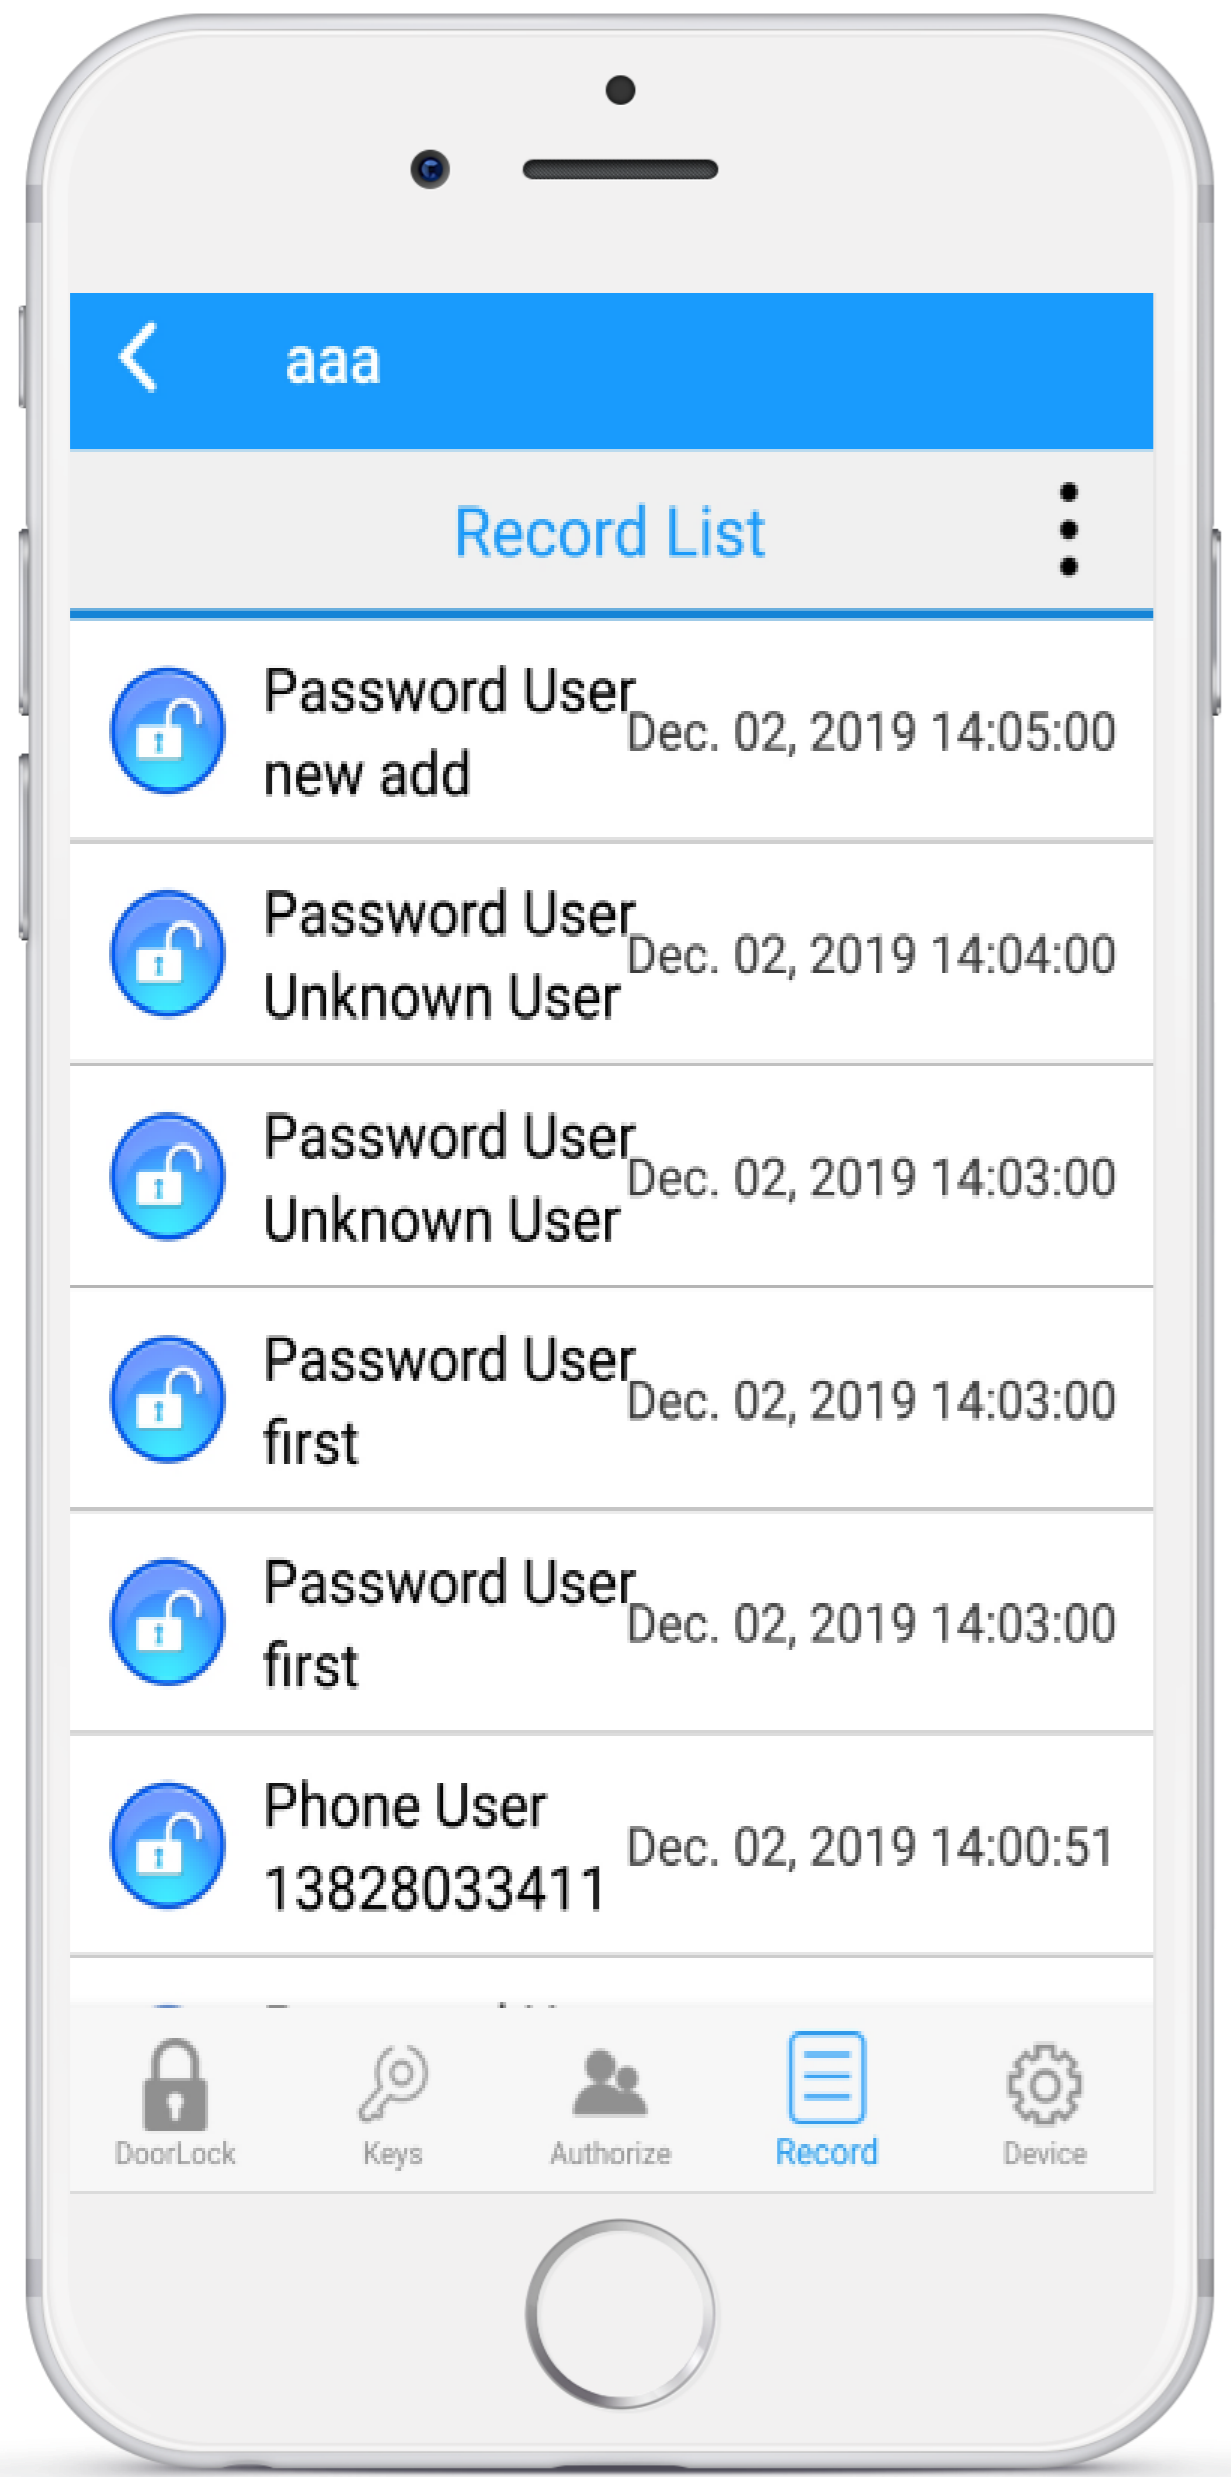 aaa
Record List
Password User
new add
Dec. 02, 2019 14:05:00
Password User
Unknown User
Dec. 02, 2019 14:04:00
Password User
Unknown User
Dec. 02, 2019 14:03:00
Password User
first
Dec. 02, 2019 14:03:00
Password User
first
Dec. 02, 2019 14:03:00
Phone User
13828033411
Dec. 02, 2019 14:00:51
DoorLock
Keys
Authorize
Record
Device